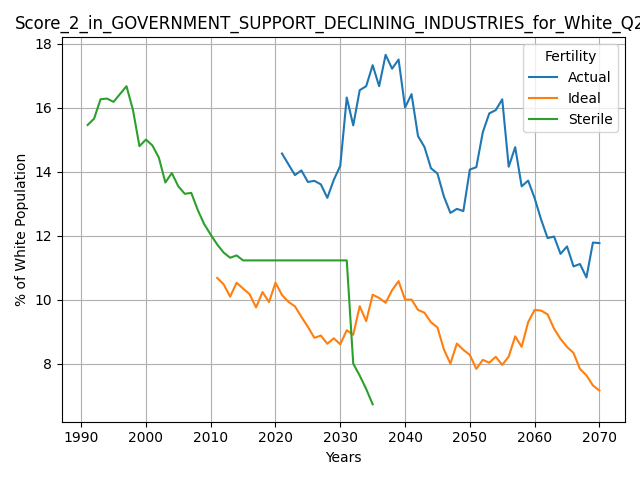 Score_2_in_GOVERNMENT_SUPPORT_DECLINING_INDUSTRIES_for_White_Q2
Fertility
Actual
Ideal
Sterile
% of White Population
18
16
14
12
10
8
1990 2000 2010 2020 2030 2040 2050 2060 2070
Years